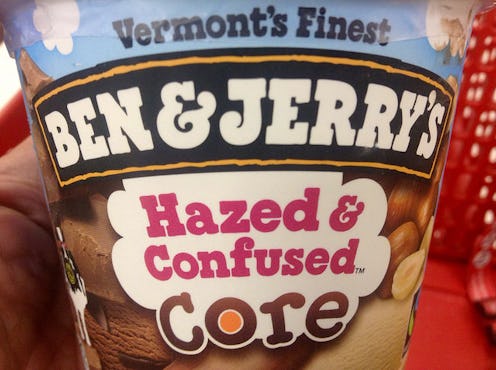 Vermont's Finest
BEN & JERRY'S
Hazed &
Confused™
Core